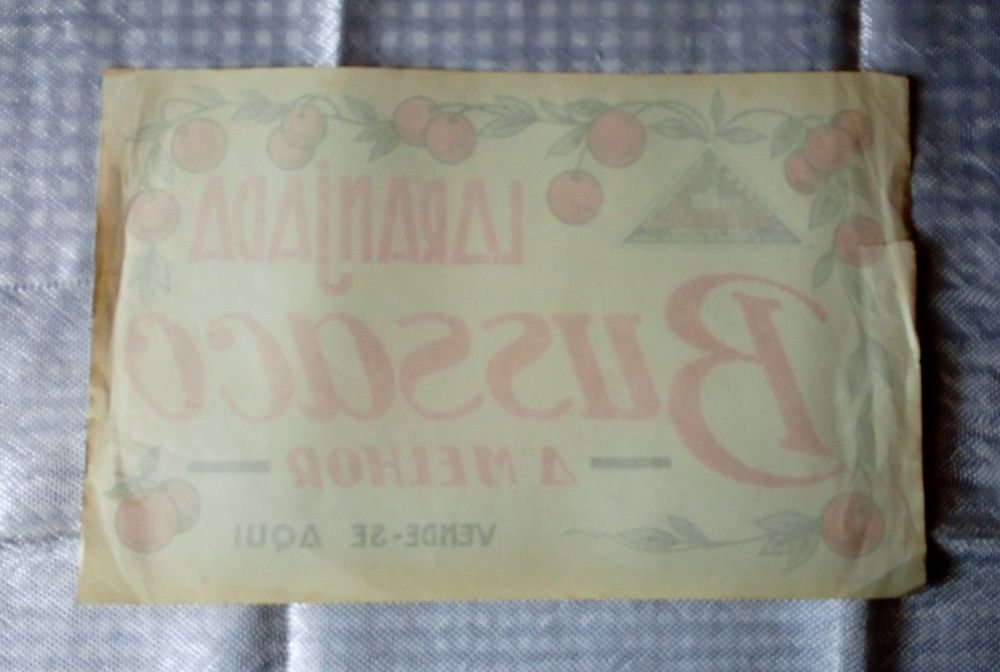 LARANjADA
Bussaco
A MELHOR
VENDE-SE AQUI